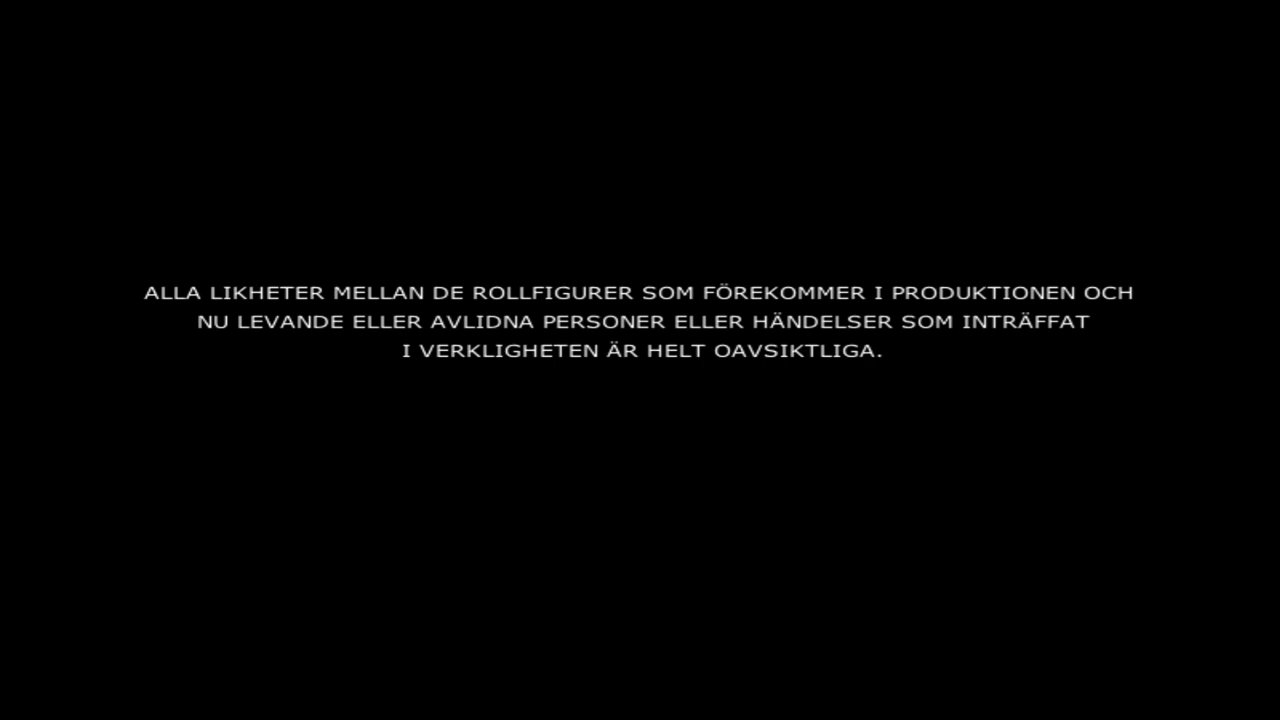 ALLA LIKHETER MELLAN DE ROLLFIGURER SOM FÖREKOMMER I PRODUKTIONEN OCH
NU LEVANDE ELLER AVLIDNA PERSONER ELLER HÄNDELSER SOM INTRÄFFAT
I VERKLIGHETEN ÄR HELT OAVSIKTLIGA.